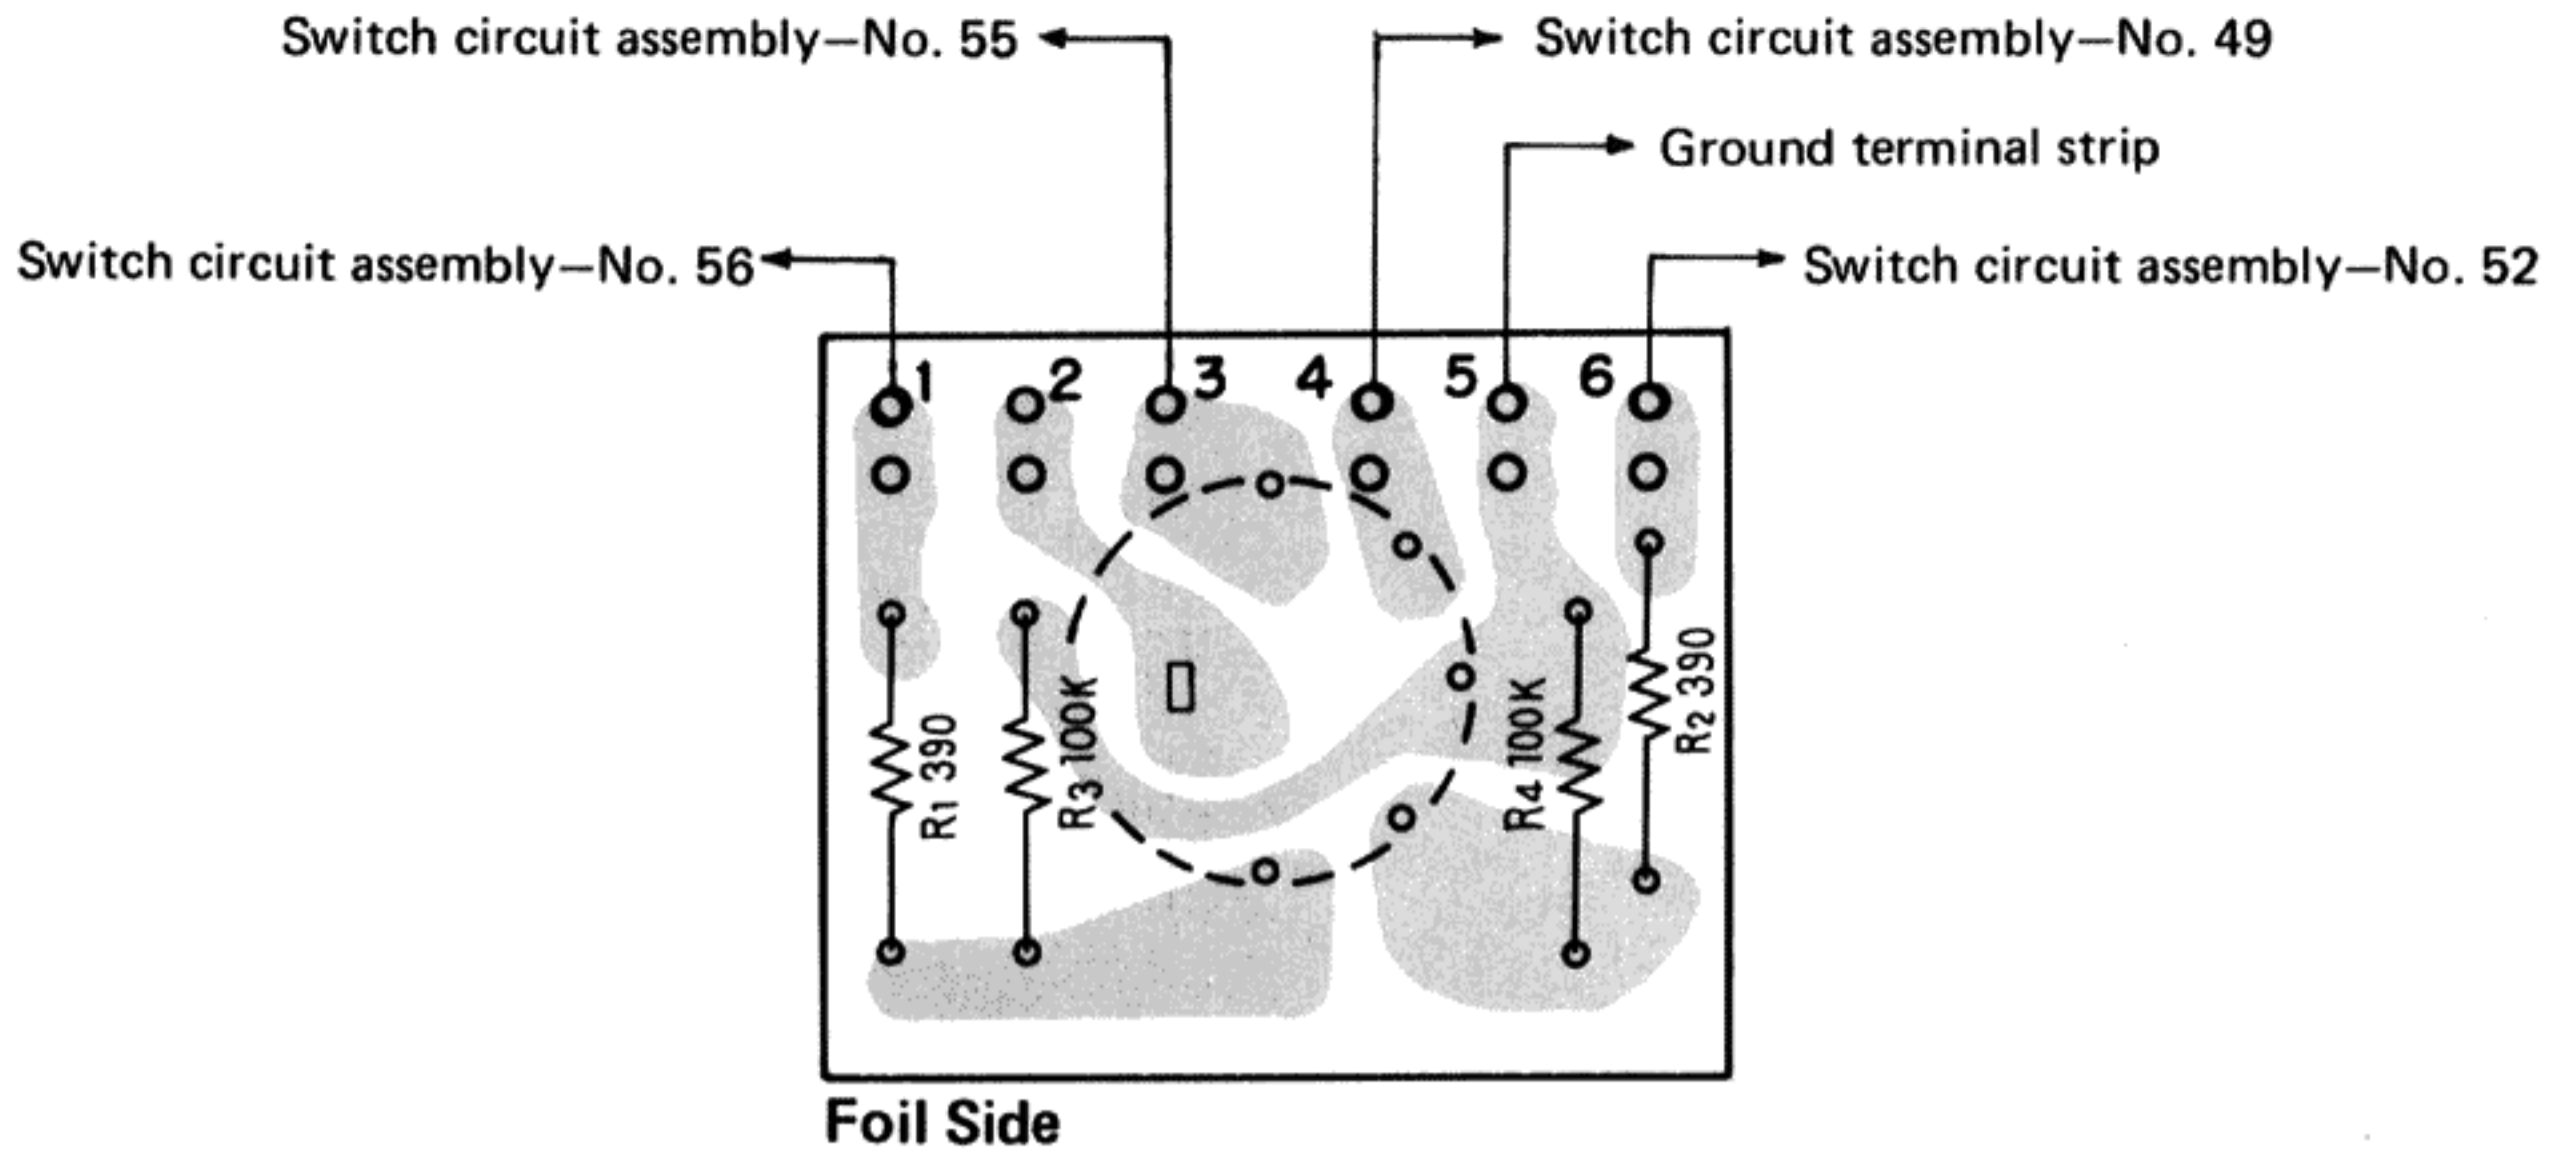 Switch circuit assembly—No. 55
Switch circuit assembly—No. 49
Ground terminal strip
Switch circuit assembly—No. 56
Switch circuit assembly—No. 52
1 2 3 4 5 6
R1 390
R3 100K
R4 100K
R2 390
Foil Side